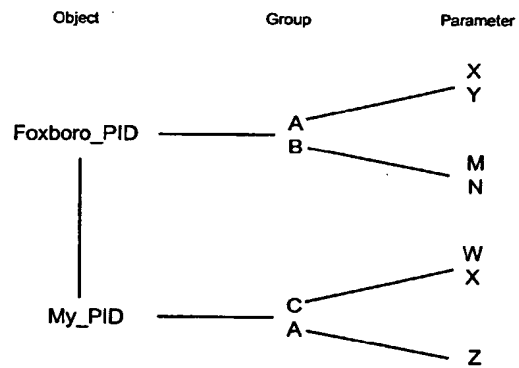 Object Group Parameter
X
Y
Foxboro_PID
A
B
M
N
W
X
My_PID
C
A
Z